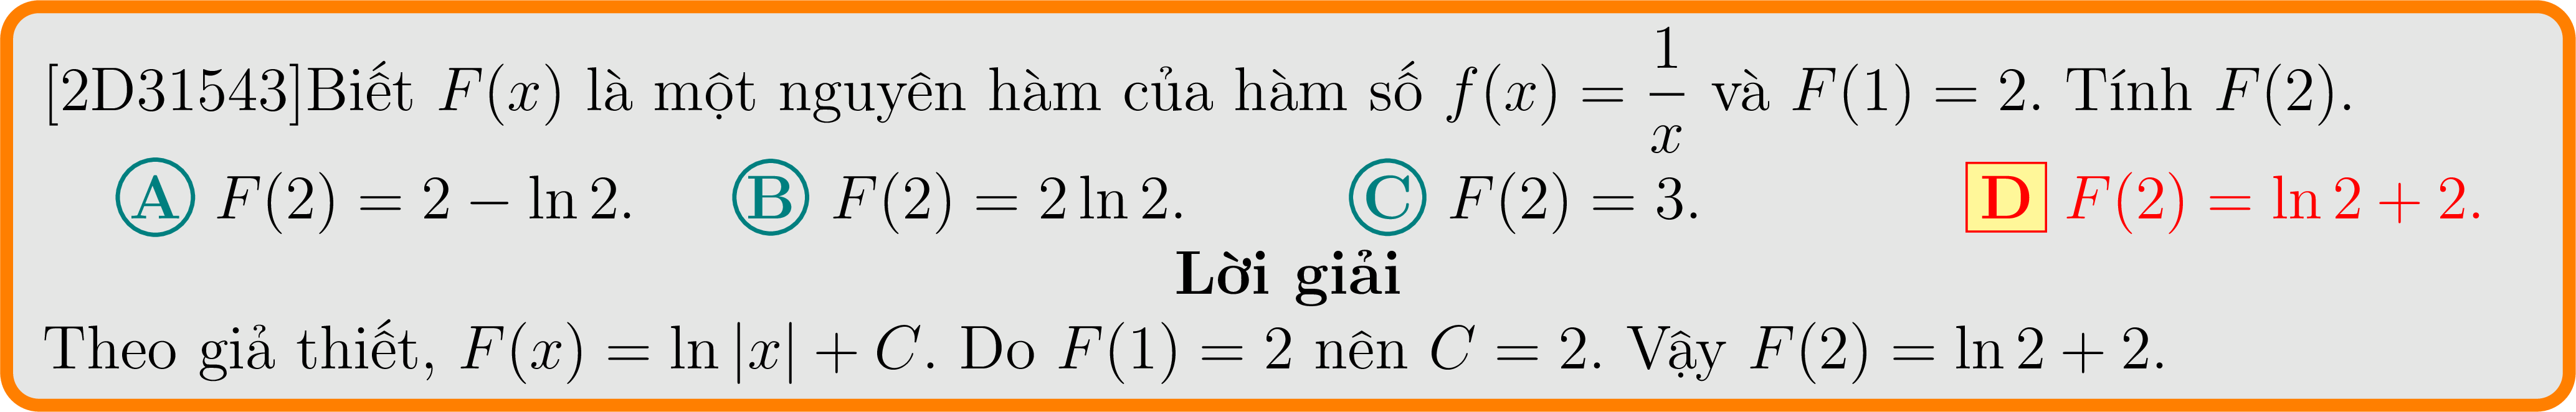 [2D31543]Biết F(x) là một nguyên hàm của hàm số f(x) = 1/x và F(1) = 2. Tính F(2).
A F(2) = 2 − ln 2. B F(2) = 2 ln 2. C F(2) = 3. D F(2) = ln 2 + 2.
Lời giải
Theo giả thiết, F(x) = ln |x| + C. Do F(1) = 2 nên C = 2. Vậy F(2) = ln 2 + 2.